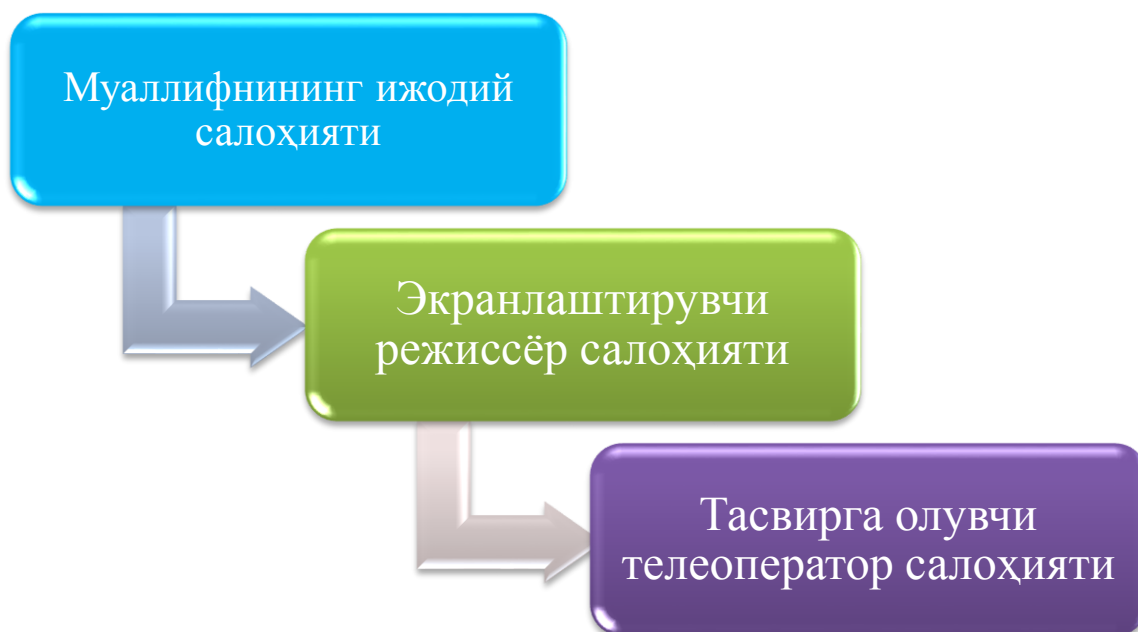 Муаллифнининг ижодий
салоҳияти
Экранлаштирувчи
режиссёр салоҳияти
Тасвирга олувчи
телеоператор салоҳияти